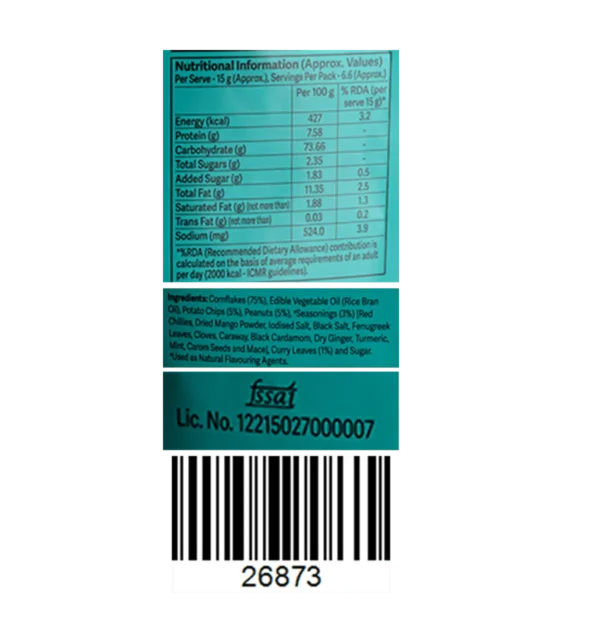 Nutritional Information (Approx. Values)
Per Serve - 15 g (Approx.), Servings Per Pack - 6.6 (Approx.)
Per 100 g % RDA (per
serve 15 g)*
Energy (kcal) 427 3.2
Protein (g) 7.58 -
Carbohydrate (g) 73.66 -
Total Sugars (g) 2.35 -
Added Sugar (g) 1.83 0.5
Total Fat (g) 11.35 2.5
Saturated Fat (g) (not more than) 1.88 1.3
Trans Fat (g) (not more than) 0.03 0.2
Sodium (mg) 524.0 3.9
*%RDA (Recommended Dietary Allowance) contribution is
calculated on the basis of average requirements of an adult
per day (2000 kcal - ICMR guidelines).
Ingredients: Cornflakes (75%), Edible Vegetable Oil (Rice Bran
Oil), Potato Chips (5%), Peanuts (5%), *Seasonings (3%) [Red
Chillies, Dried Mango Powder, Iodised Salt, Black Salt, Fenugreek
Leaves, Cloves, Caraway, Black Cardamom, Dry Ginger, Turmeric,
Mint, Carom Seeds and Mace], Curry Leaves (1%) and Sugar.
*Used as Natural Flavouring Agents.
fssai
Lic. No. 12215027000007
26873